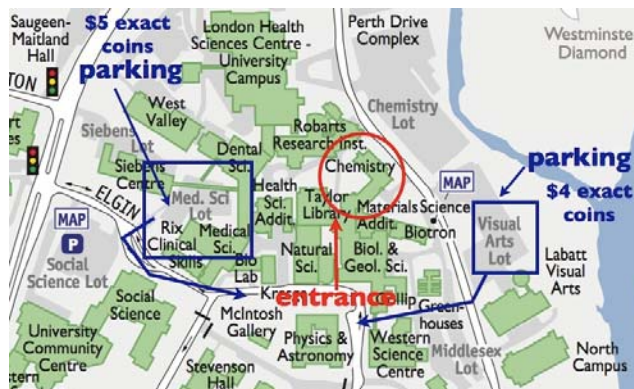 Saugeen-
Maitland
Hall
$5 exact
coins
parking
London Health
Sciences Centre -
University
Campus
Perth Drive
Complex
Westminster
Diamond
West
Valley
Siebens
Lot
Dental
Sci.
Robarts
Research Inst.
Chemistry
Lot
Siebens
Centre
Med. Sci
Lot
Health
Sci.
Addit.
Chemistry
Taylor
Library
MAP
parking
$4 exact
coins
ELGIN
MAP
P
Social
Science Lot
Rix
Clinical
Skills
Medical
Sci.
Bio
Lab
Natural
Sci.
Materials Science
Addit.
Biotron
Biol. &
Geol. Sci.
Visual
Arts
Lot
Labatt
Visual
Arts
entrance
Social
Science
McIntosh
Gallery
Green-
houses
University
Community
Centre
Stevenson
Hall
Physics &
Astronomy
Western
Science
Centre
Middlesex
Lot
North
Campus